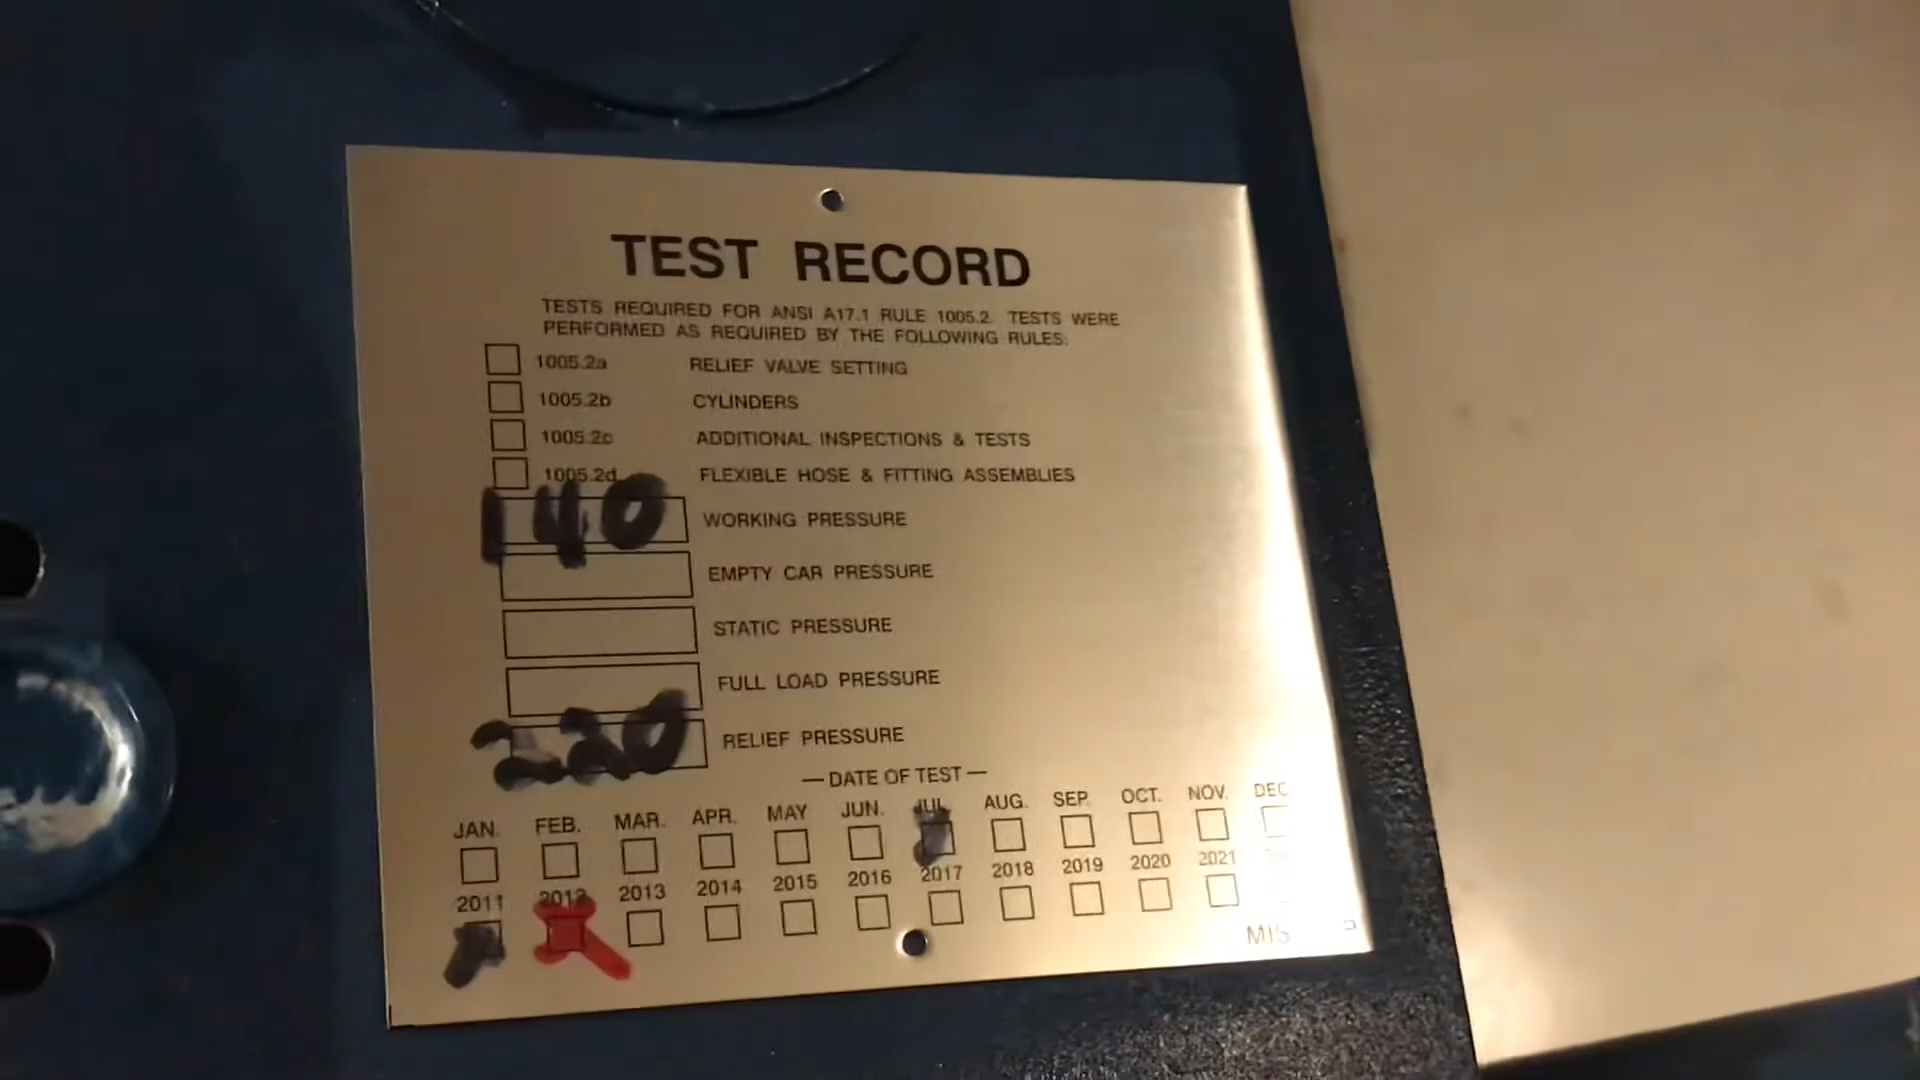 TEST RECORD
TESTS REQUIRED FOR ANSI A17.1 RULE 1005.2. TESTS WERE
PERFORMED AS REQUIRED BY THE FOLLOWING RULES:
1005.2a RELIEF VALVE SETTING
1005.2b CYLINDERS
1005.2c ADDITIONAL INSPECTIONS & TESTS
1005.2d FLEXIBLE HOSE & FITTING ASSEMBLIES
140 WORKING PRESSURE
EMPTY CAR PRESSURE
STATIC PRESSURE
FULL LOAD PRESSURE
220 RELIEF PRESSURE
—DATE OF TEST—
JAN. FEB. MAR. APR. MAY JUN. JUL. AUG. SEP. OCT. NOV. DEC
2011 2012 2013 2014 2015 2016 2017 2018 2019 2020 2021